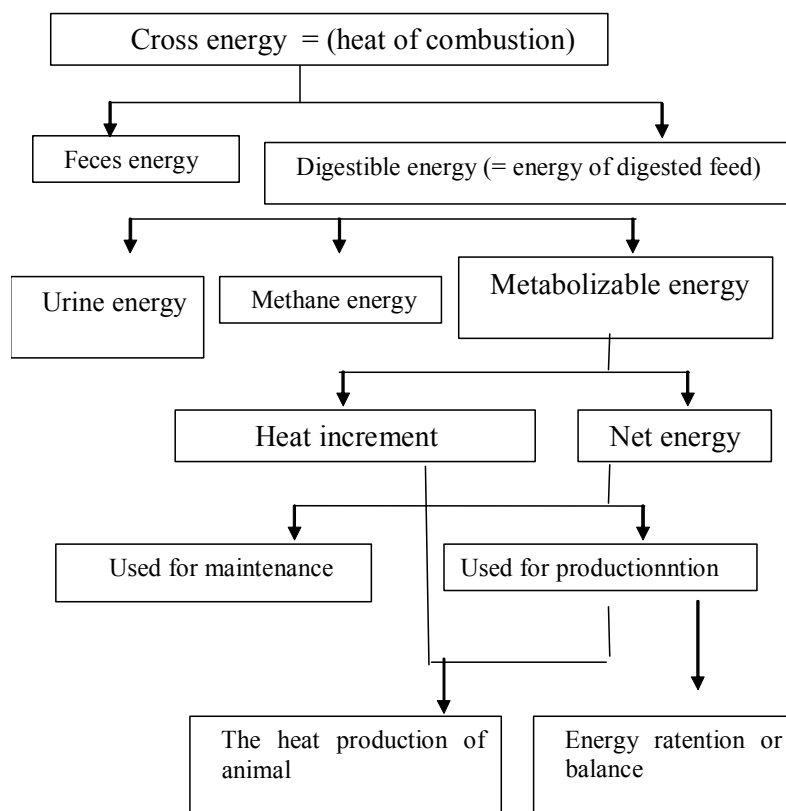 Cross energy = (heat of combustion)
Feces energy
Digestible energy (= energy of digested feed)
Urine energy
Methane energy
Metabolizable energy
Heat increment
Net energy
Used for maintenance
Used for productionntion
The heat production of
animal
Energy ratention or
balance